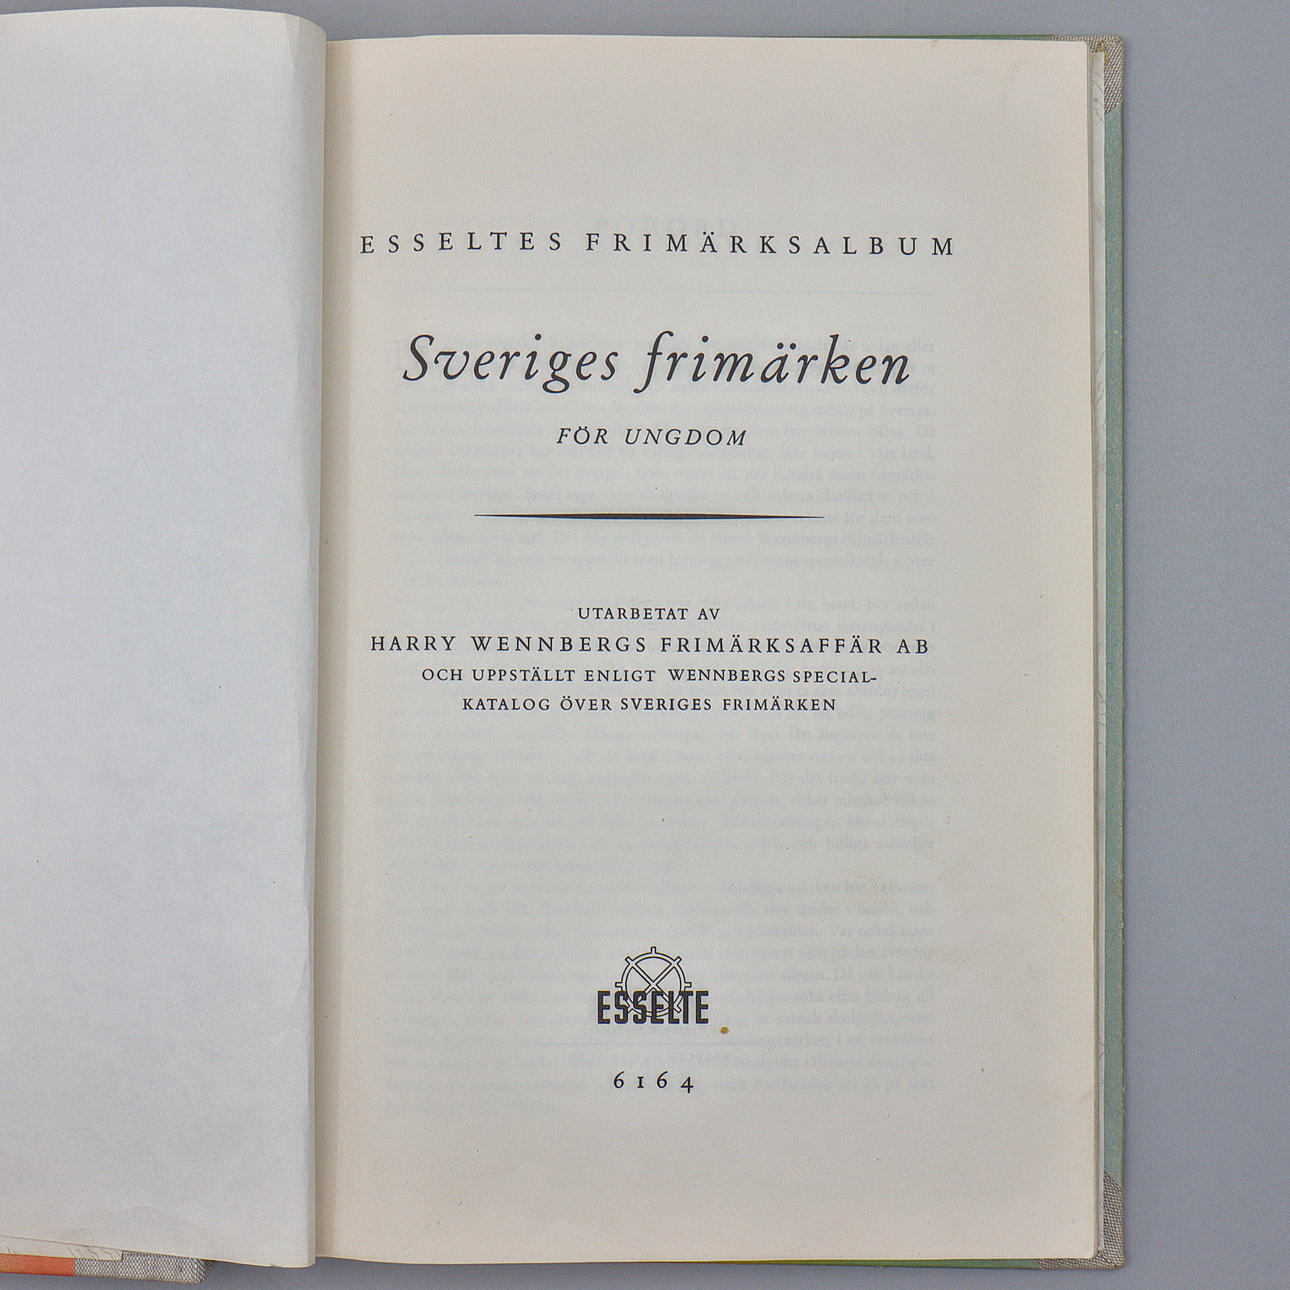 ESSELTES FRIMÄRKSALBUM
Sveriges frimärken
FÖR UNGDOM
UTARBETAT AV
HARRY WENNBERGS FRIMÄRKSAFFÄR AB
OCH UPPSTÄLLT ENLIGT WENNBERGS SPECIAL-
KATALOG ÖVER SVERIGES FRIMÄRKEN
ESSELTE
6164